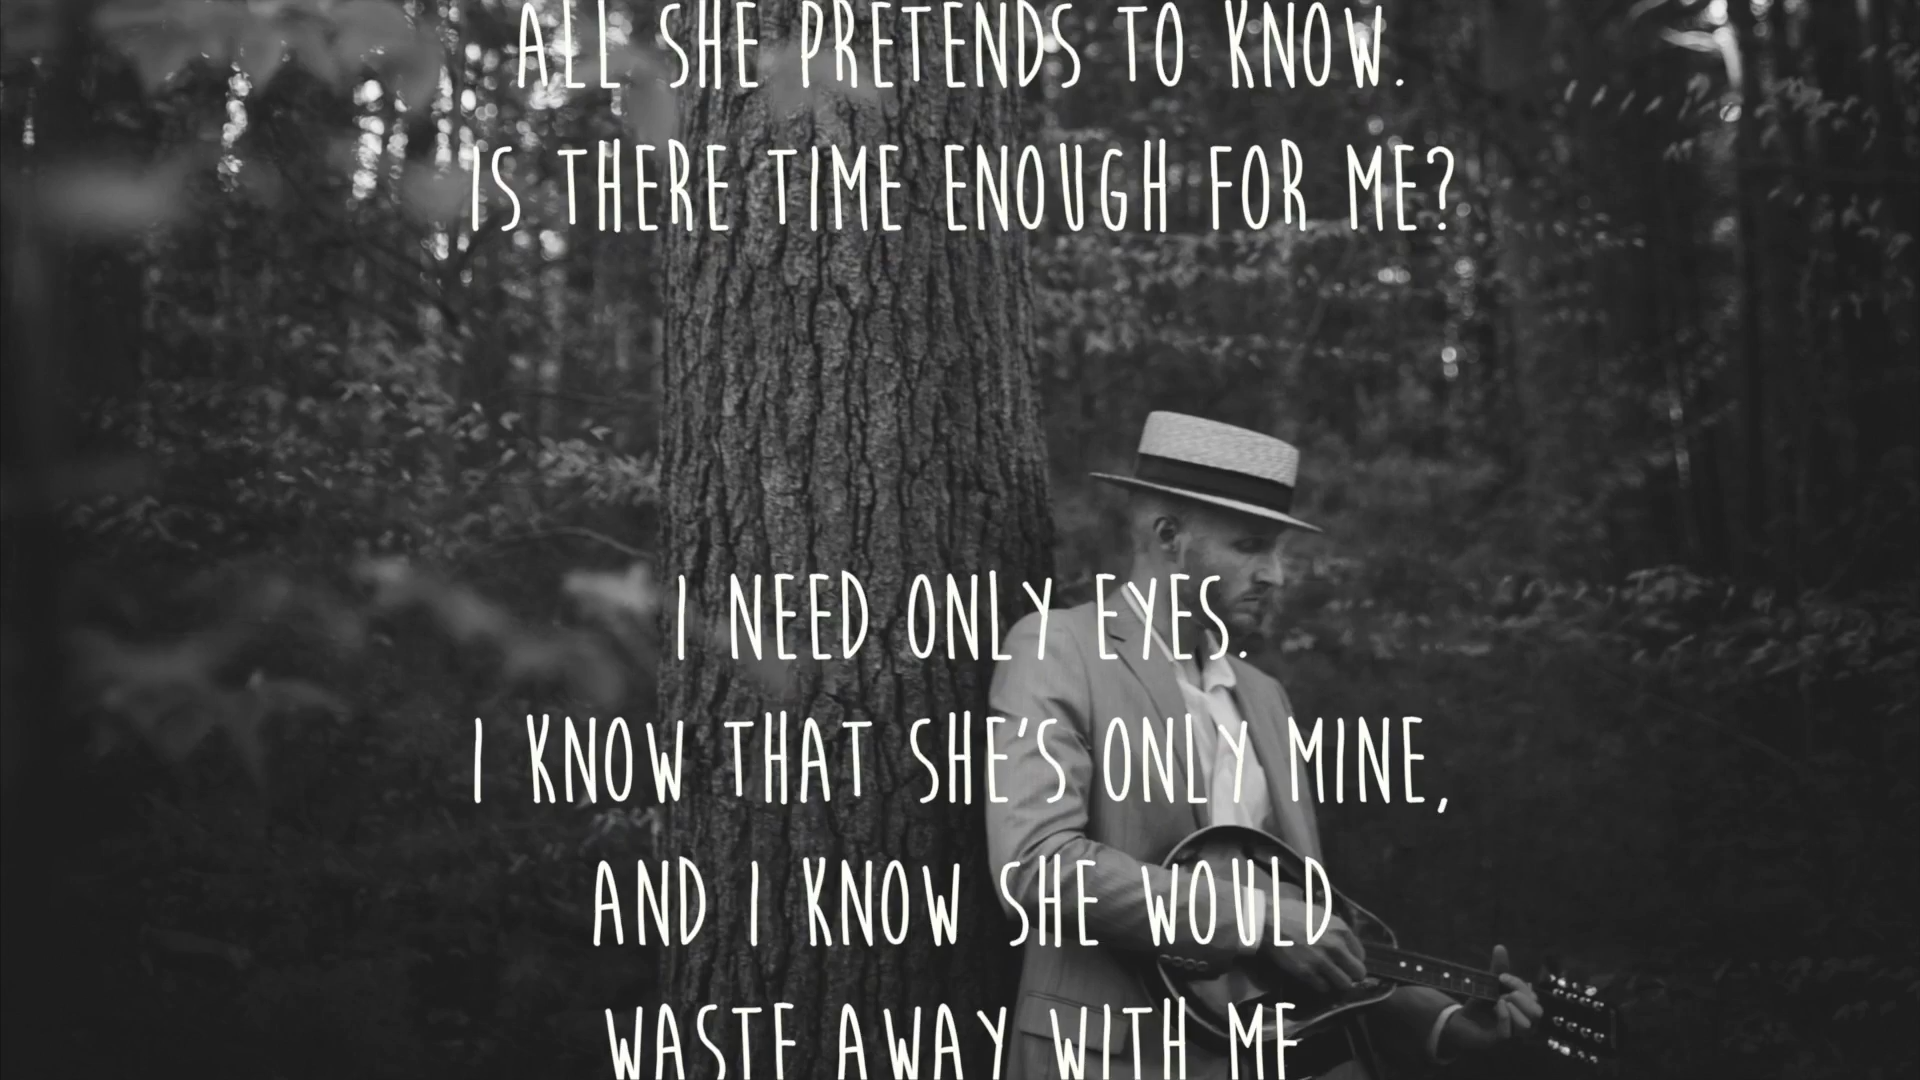 ALL SHE PRETENDS TO KNOW.
IS THERE TIME ENOUGH FOR ME?
I NEED ONLY EYES.
I KNOW THAT SHE'S ONLY MINE,
AND I KNOW SHE WOULD
WASTE AWAY WITH ME